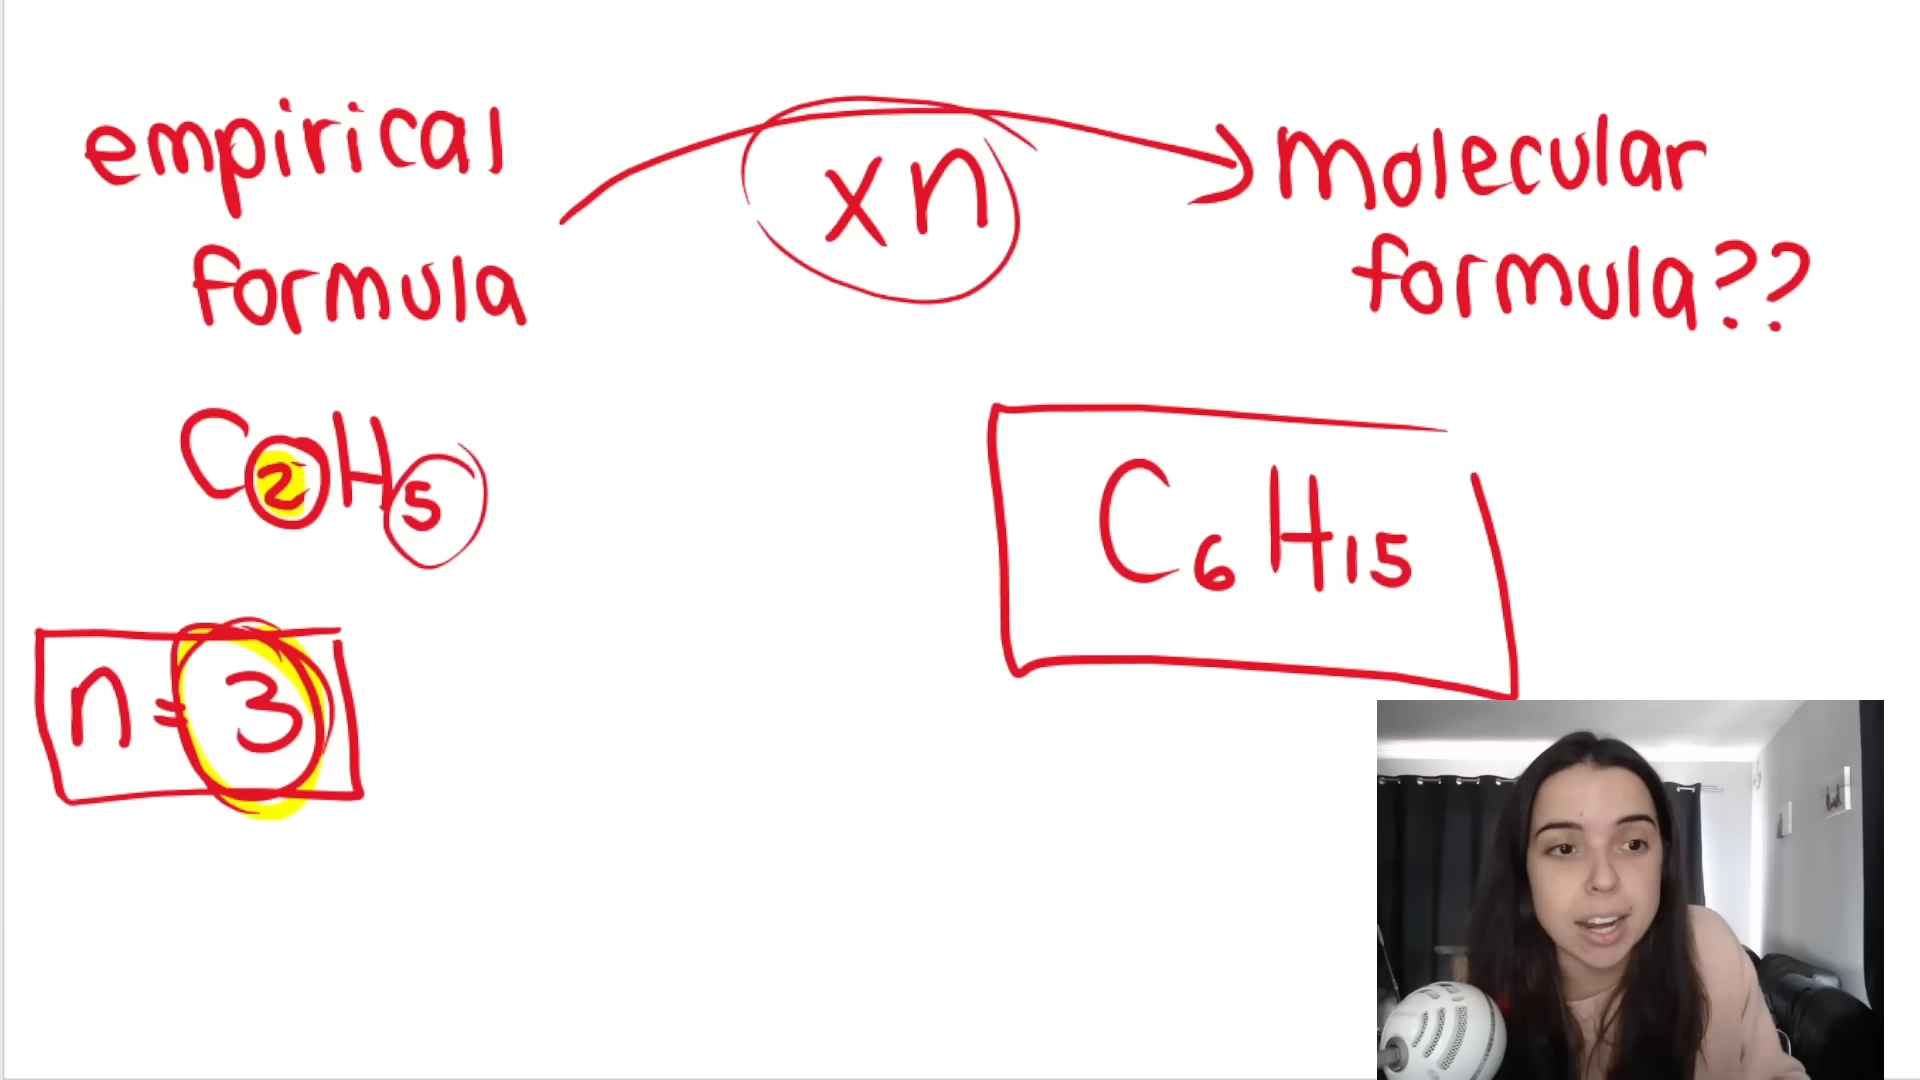 empirical
formula
xn
molecular
formula??
C2H5
n=3
C6H15